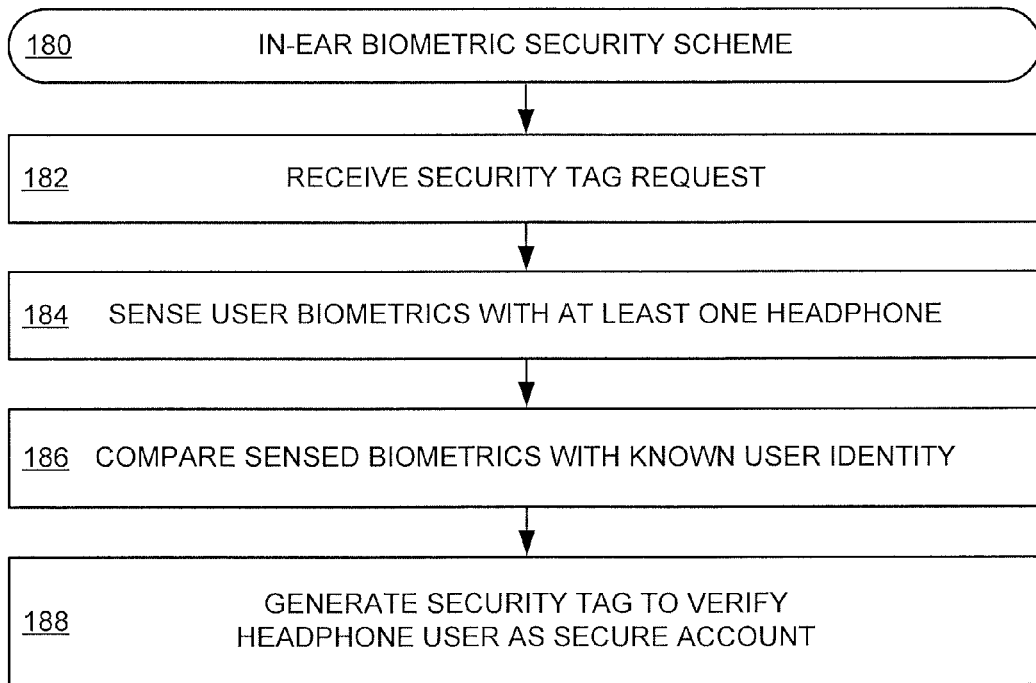 180 IN-EAR BIOMETRIC SECURITY SCHEME
182 RECEIVE SECURITY TAG REQUEST
184 SENSE USER BIOMETRICS WITH AT LEAST ONE HEADPHONE
186 COMPARE SENSED BIOMETRICS WITH KNOWN USER IDENTITY
188 GENERATE SECURITY TAG TO VERIFY
HEADPHONE USER AS SECURE ACCOUNT